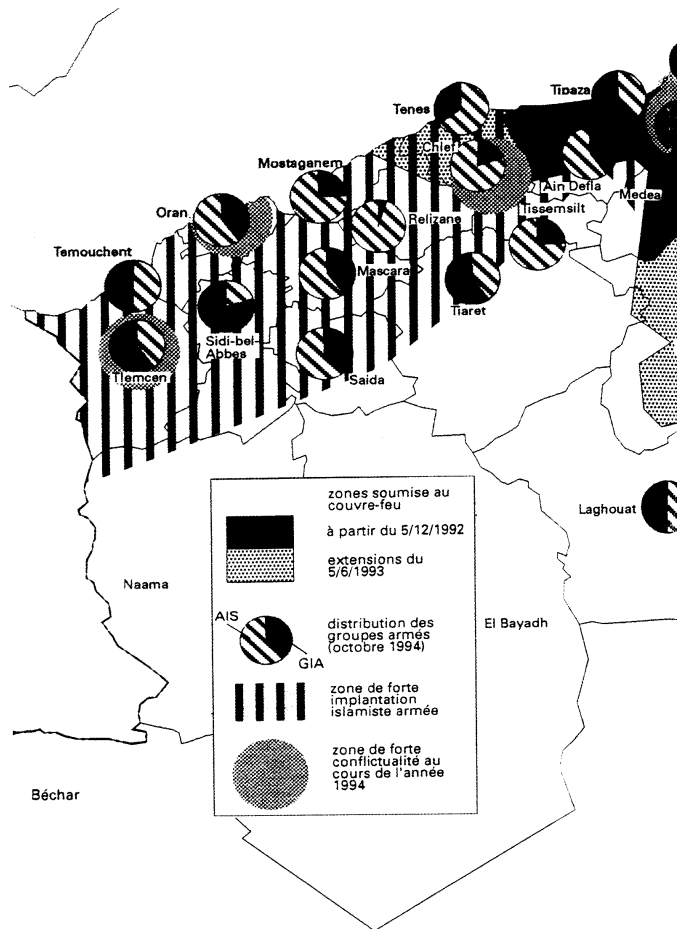 Tipaza
Tenes
Chlef
Mostaganem
Ain Defla
Medea
Oran
Relizane
Tissemsilt
Temouchent
Mascara
Tiaret
Sidi-bel
Abbes
Tlemcen
Saida
Laghouat
Naama
El Bayadh
Béchar
zones soumise au
couvre-feu
à partir du 5/12/1992
extensions du
5/6/1993
AIS
GIA
distribution des
groupes armés
(octobre 1994)
zone de forte
implantation
islamiste armée
zone de forte
conflictualité au
cours de l'année
1994